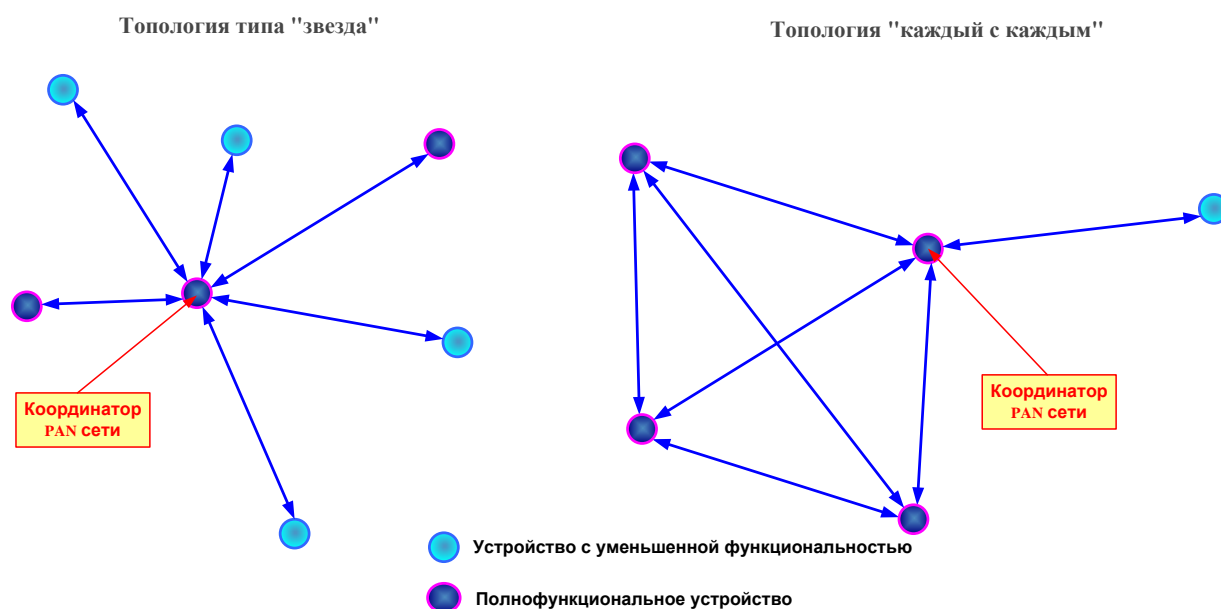 Топология типа "звезда"
Топология "каждый с каждым"
Координатор
PAN сети
Координатор
PAN сети
Устройство с уменьшенной функциональностью
Полнофункциональное устройство